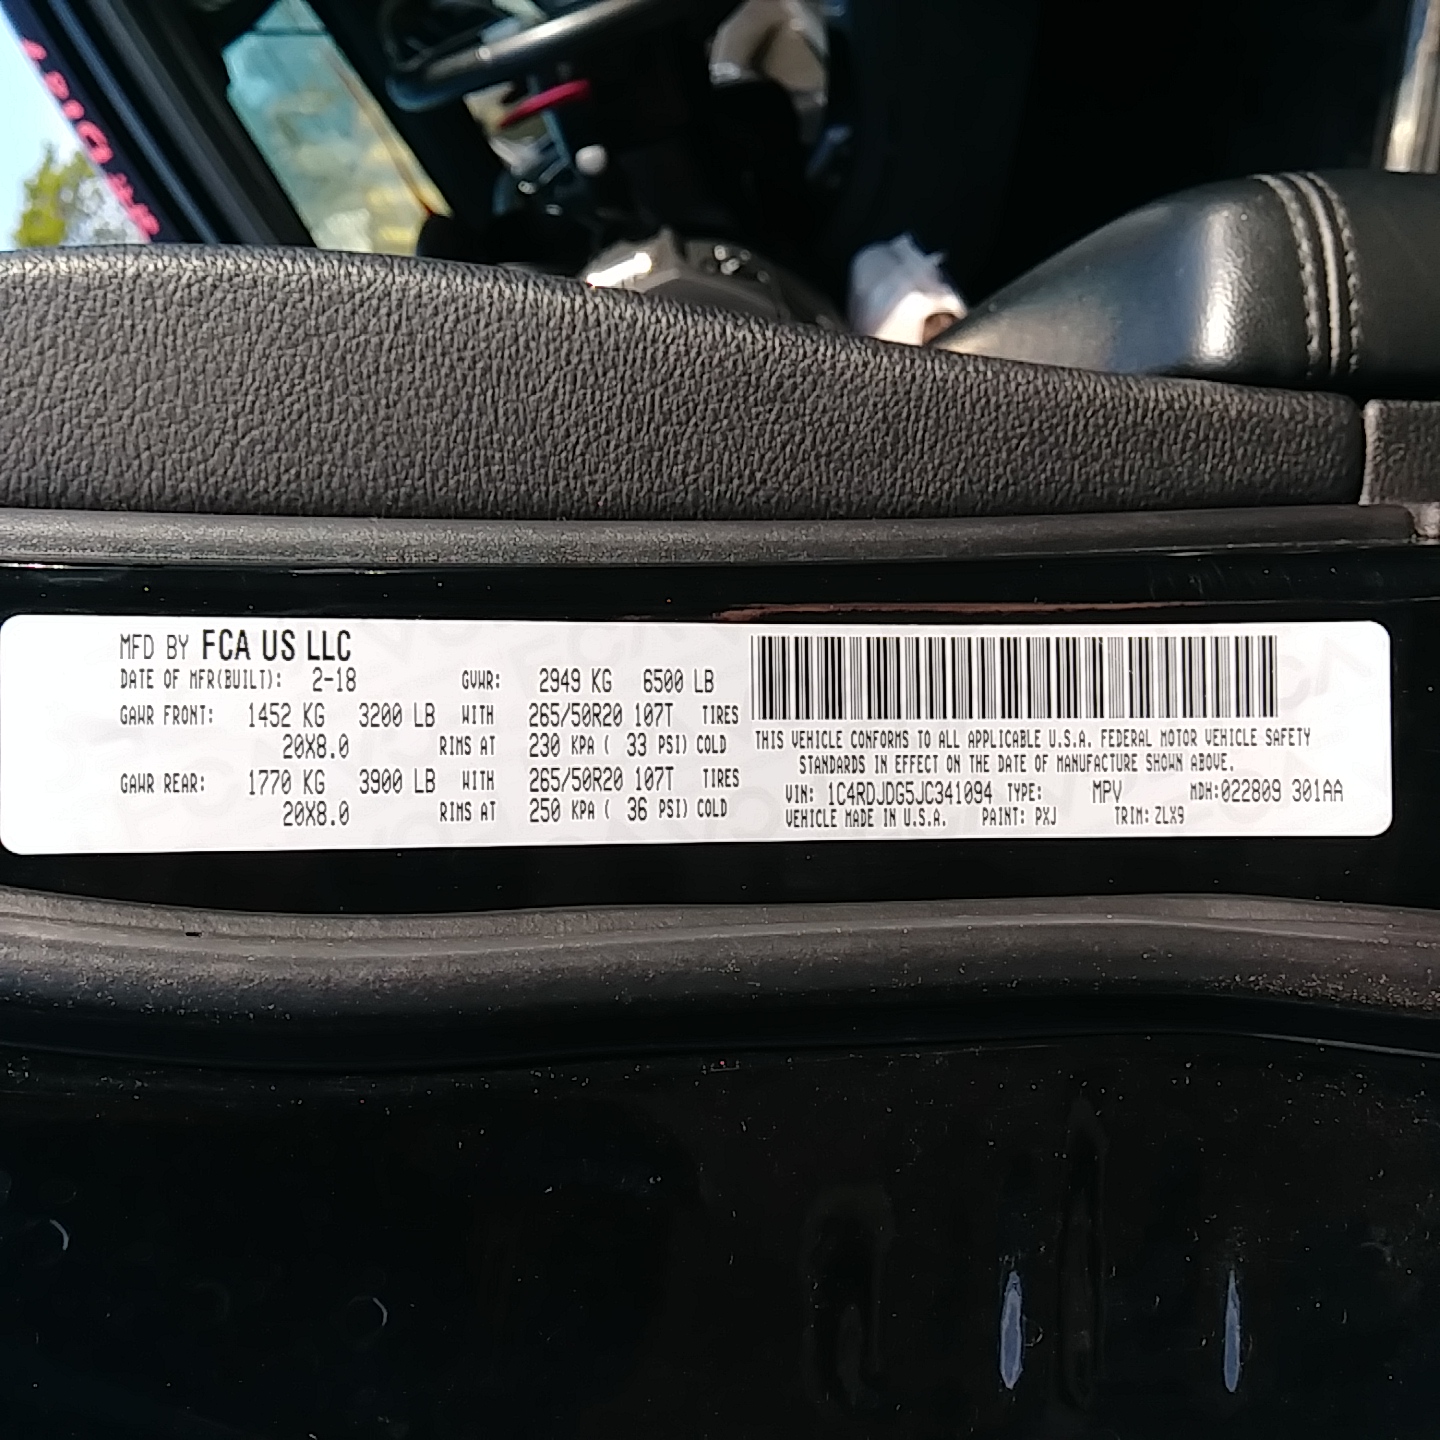 MFD BY FCA US LLC
DATE OF MFR(BUILT): 2-18 GVWR: 2949 KG 6500 LB
GAWR FRONT: 1452 KG 3200 LB WITH 265/50R20 107T TIRES
20X8.0 RIMS AT 230 KPA ( 33 PSI) COLD
GAWR REAR: 1770 KG 3900 LB WITH 265/50R20 107T TIRES
20X8.0 RIMS AT 250 KPA ( 36 PSI) COLD
THIS VEHICLE CONFORMS TO ALL APPLICABLE U.S.A. FEDERAL MOTOR VEHICLE SAFETY
STANDARDS IN EFFECT ON THE DATE OF MANUFACTURE SHOWN ABOVE.
VIN: 1C4RDJDG5JC341094 TYPE: MPV MDH:022809 301AA
VEHICLE MADE IN U.S.A. PAINT: PXJ TRIM: ZLX9